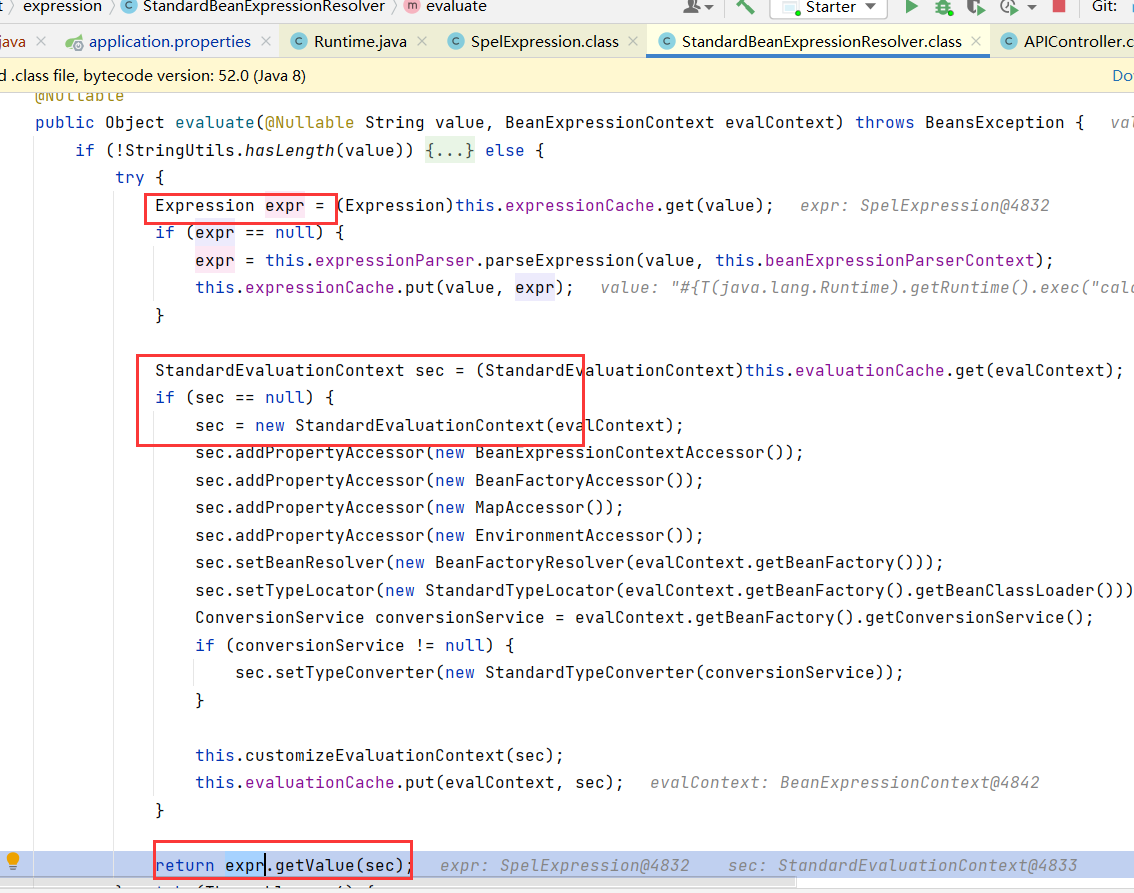 expression StandardBeanExpressionResolver m evaluate Starter Git:
java application.properties C Runtime.java C SpelExpression.class C StandardBeanExpressionResolver.class C APIController.c
d .class file, bytecode version: 52.0 (Java 8) Do
@Nullable
public Object evaluate(@Nullable String value, BeanExpressionContext evalContext) throws BeansException { val
if (!StringUtils.hasLength(value)) {...} else {
try {
Expression expr = (Expression)this.expressionCache.get(value); expr: SpelExpression@4832
if (expr == null) {
expr = this.expressionParser.parseExpression(value, this.beanExpressionParserContext);
this.expressionCache.put(value, expr); value: "#{T(java.lang.Runtime).getRuntime().exec("calc
}
StandardEvaluationContext sec = (StandardEvaluationContext)this.evaluationCache.get(evalContext);
if (sec == null) {
sec = new StandardEvaluationContext(evalContext);
sec.addPropertyAccessor(new BeanExpressionContextAccessor());
sec.addPropertyAccessor(new BeanFactoryAccessor());
sec.addPropertyAccessor(new MapAccessor());
sec.addPropertyAccessor(new EnvironmentAccessor());
sec.setBeanResolver(new BeanFactoryResolver(evalContext.getBeanFactory()));
sec.setTypeLocator(new StandardTypeLocator(evalContext.getBeanFactory().getBeanClassLoader()))
ConversionService conversionService = evalContext.getBeanFactory().getConversionService();
if (conversionService != null) {
sec.setTypeConverter(new StandardTypeConverter(conversionService));
}
this.customizeEvaluationContext(sec);
this.evaluationCache.put(evalContext, sec); evalContext: BeanExpressionContext@4842
}
return expr.getValue(sec); expr: SpelExpression@4832 sec: StandardEvaluationContext@4833